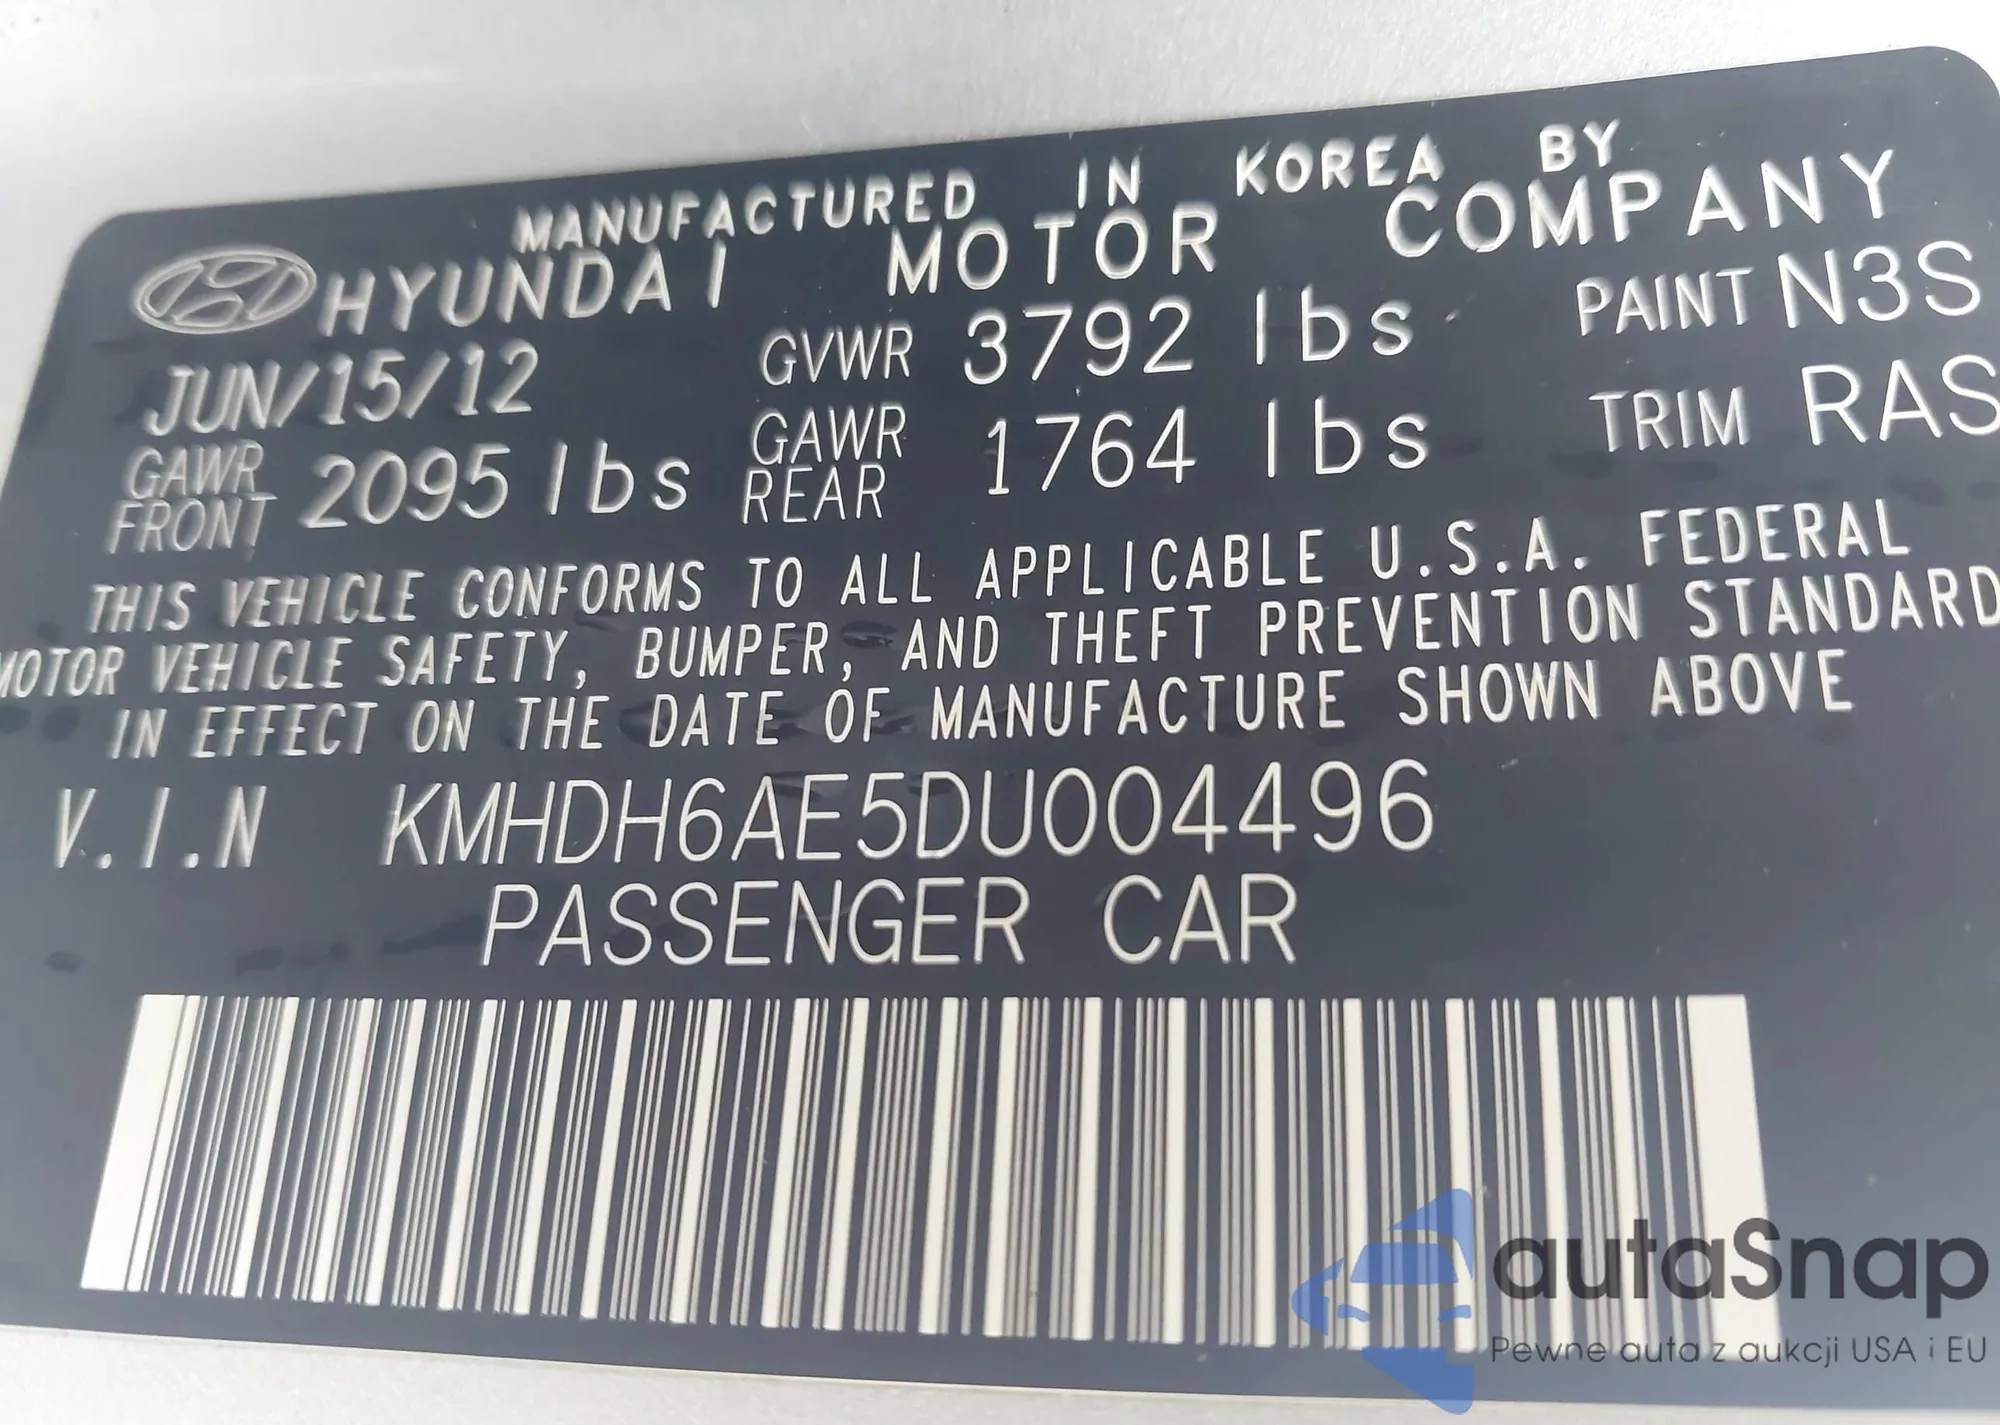 MANUFACTURED IN KOREA BY
HYUNDAI MOTOR COMPANY
JUN/15/12 GVWR 3792 lbs PAINT N3S
GAWR FRONT 2095 lbs GAWR REAR 1764 lbs TRIM RAS
THIS VEHICLE CONFORMS TO ALL APPLICABLE U.S.A. FEDERAL
MOTOR VEHICLE SAFETY, BUMPER, AND THEFT PREVENTION STANDARD
IN EFFECT ON THE DATE OF MANUFACTURE SHOWN ABOVE
V.I.N KMHDH6AE5DU004496
PASSENGER CAR
autaSnap
Pewne auta z aukcji USA i EU